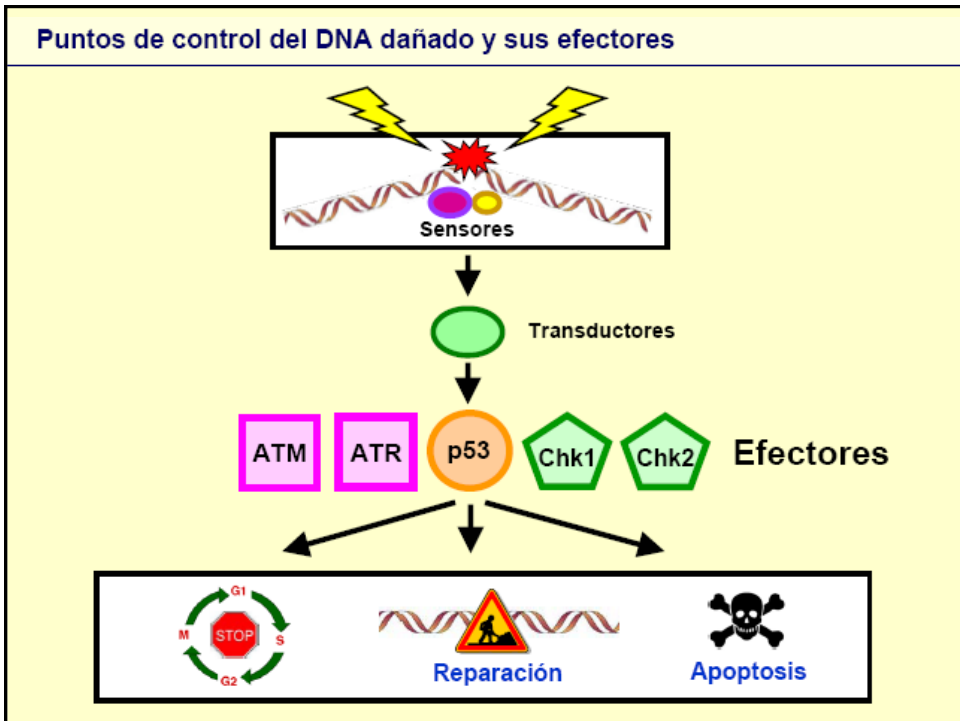 Puntos de control del DNA dañado y sus efectores
Sensores
Transductores
ATM ATR p53 Chk1 Chk2 Efectores
G1
M STOP S
G2
Reparación
Apoptosis